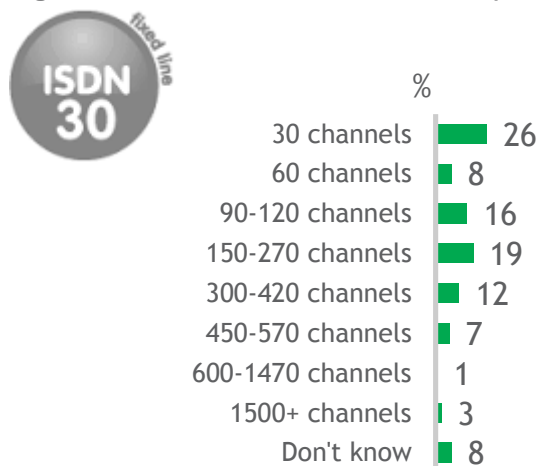 fixed line
ISDN
30
%
30 channels 26
60 channels 8
90-120 channels 16
150-270 channels 19
300-420 channels 12
450-570 channels 7
600-1470 channels 1
1500+ channels 3
Don't know 8